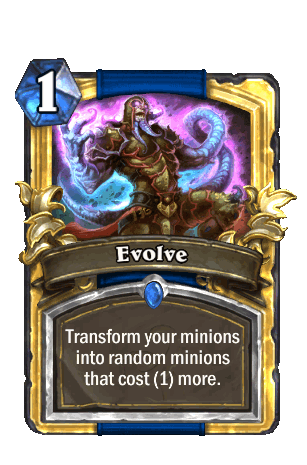 1
Evolve
Transform your minions
into random minions
that cost (1) more.